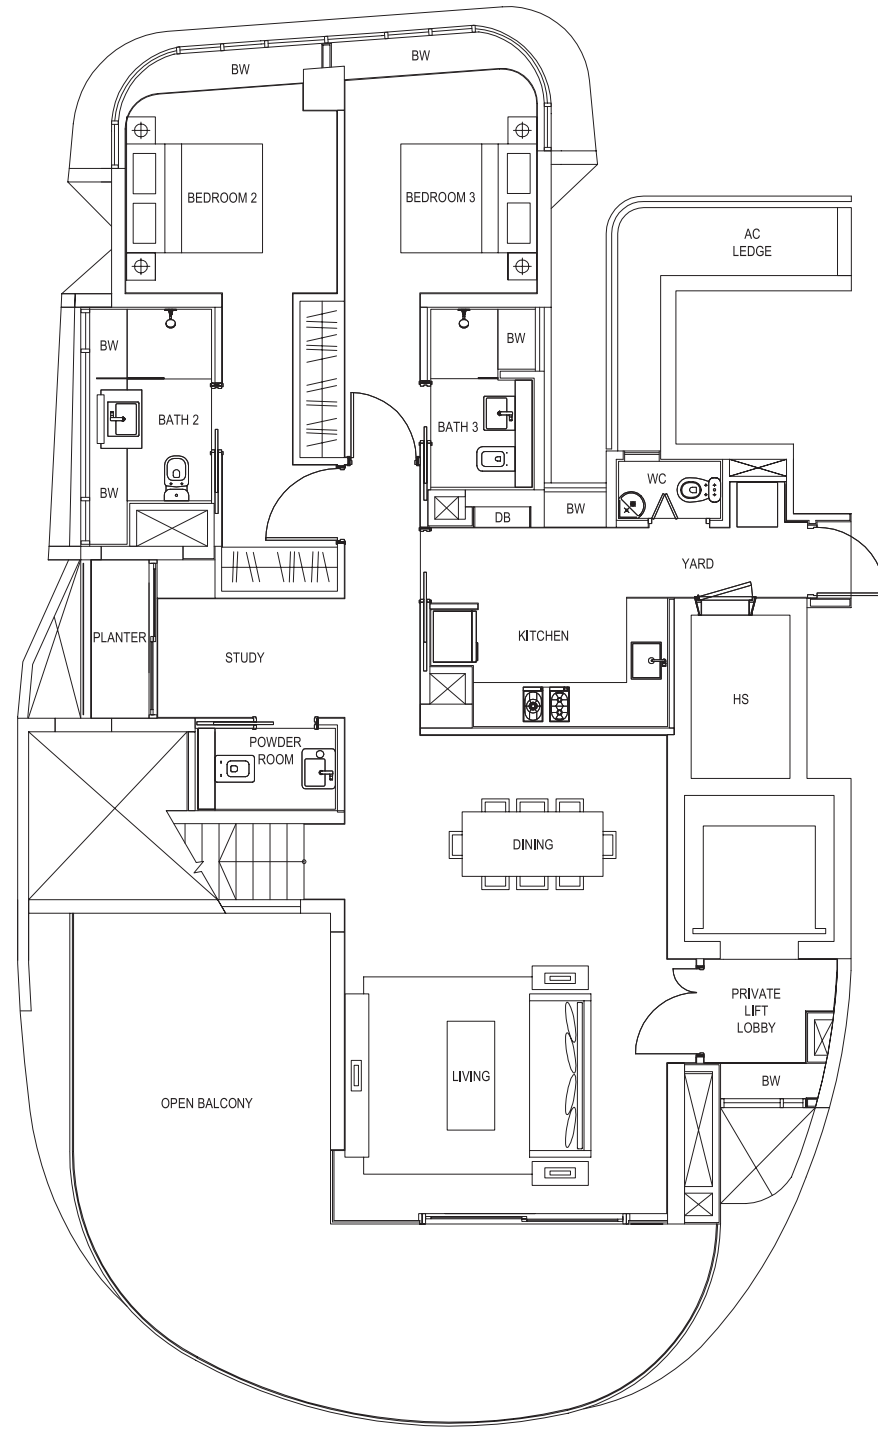 BW
BW
BEDROOM 2
BEDROOM 3
AC
LEDGE
BW
BW
BATH 2
BATH 3
BW
WC
DB
BW
YARD
PLANTER
STUDY
KITCHEN
HS
POWDER
ROOM
DINING
PRIVATE
LIFT
LOBBY
LIVING
BW
OPEN BALCONY